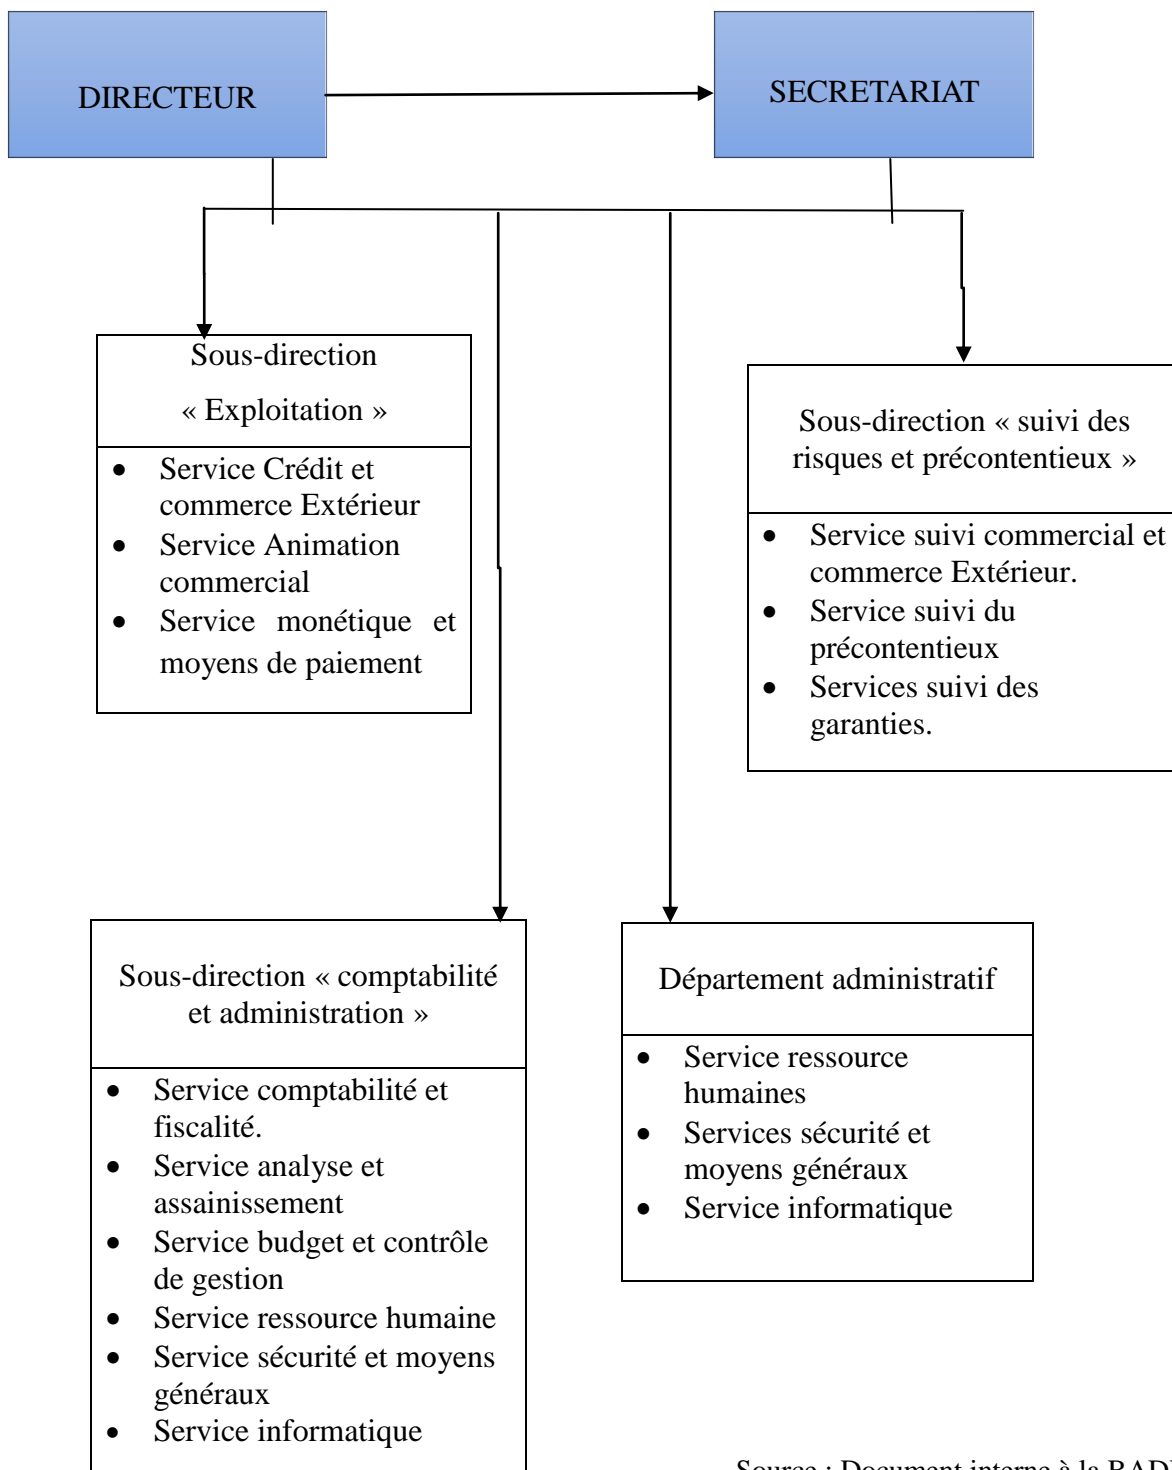 DIRECTEUR
SECRETARIAT
Sous-direction
« Exploitation »
• Service Crédit et
commerce Extérieur
• Service Animation
commercial
• Service monétique et
moyens de paiement
Sous-direction « suivi des
risques et précontentieux »
• Service suivi commercial et
commerce Extérieur.
• Service suivi du
précontentieux
• Services suivi des
garanties.
Sous-direction « comptabilité
et administration »
• Service comptabilité et
fiscalité.
• Service analyse et
assainissement
• Service budget et contrôle
de gestion
• Service ressource humaine
• Service sécurité et moyens
généraux
• Service informatique
Département administratif
• Service ressource
humaines
• Services sécurité et
moyens généraux
• Service informatique
Source : Document interne à la